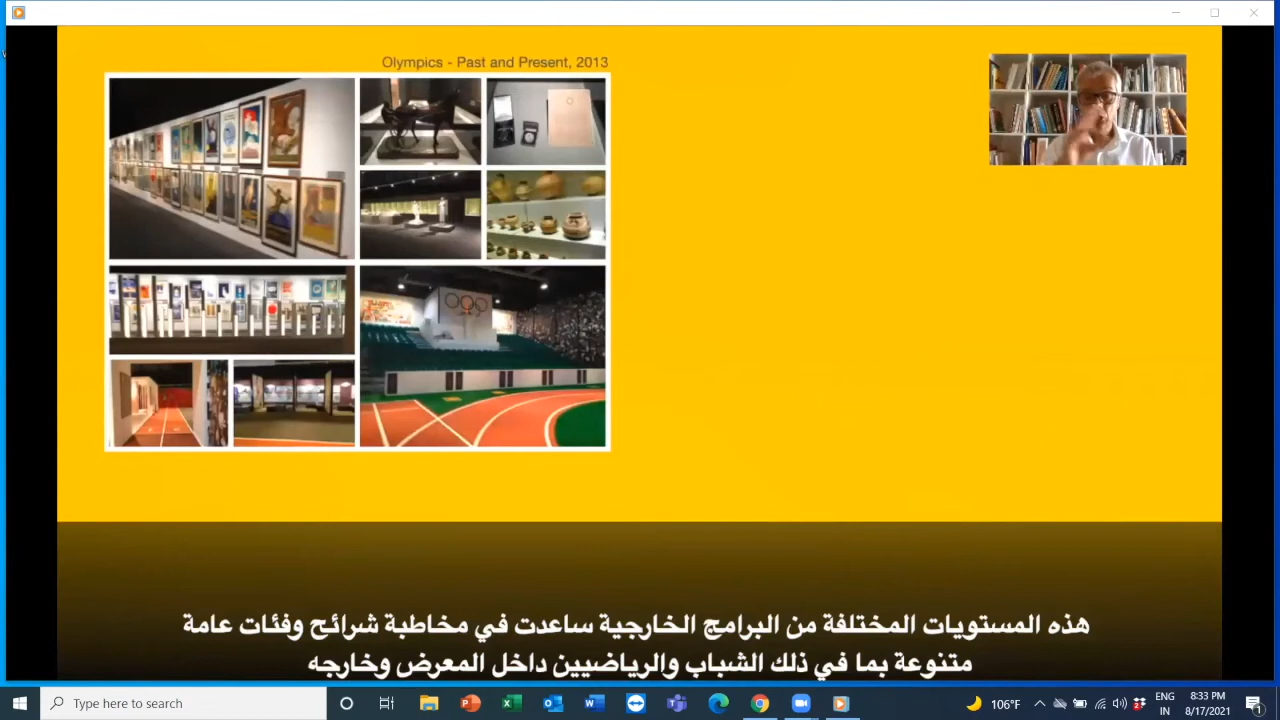 Olympics - Past and Present, 2013
هذه المستويات المختلفة من البرامج الخارجية ساعدت في مخاطبة شرائح وفئات عامة
متنوعة بما في ذلك الشباب والرياضيين داخل المعرض وخارجه
Type here to search
106°F
ENG
IN
8:33 PM
8/17/2021
1